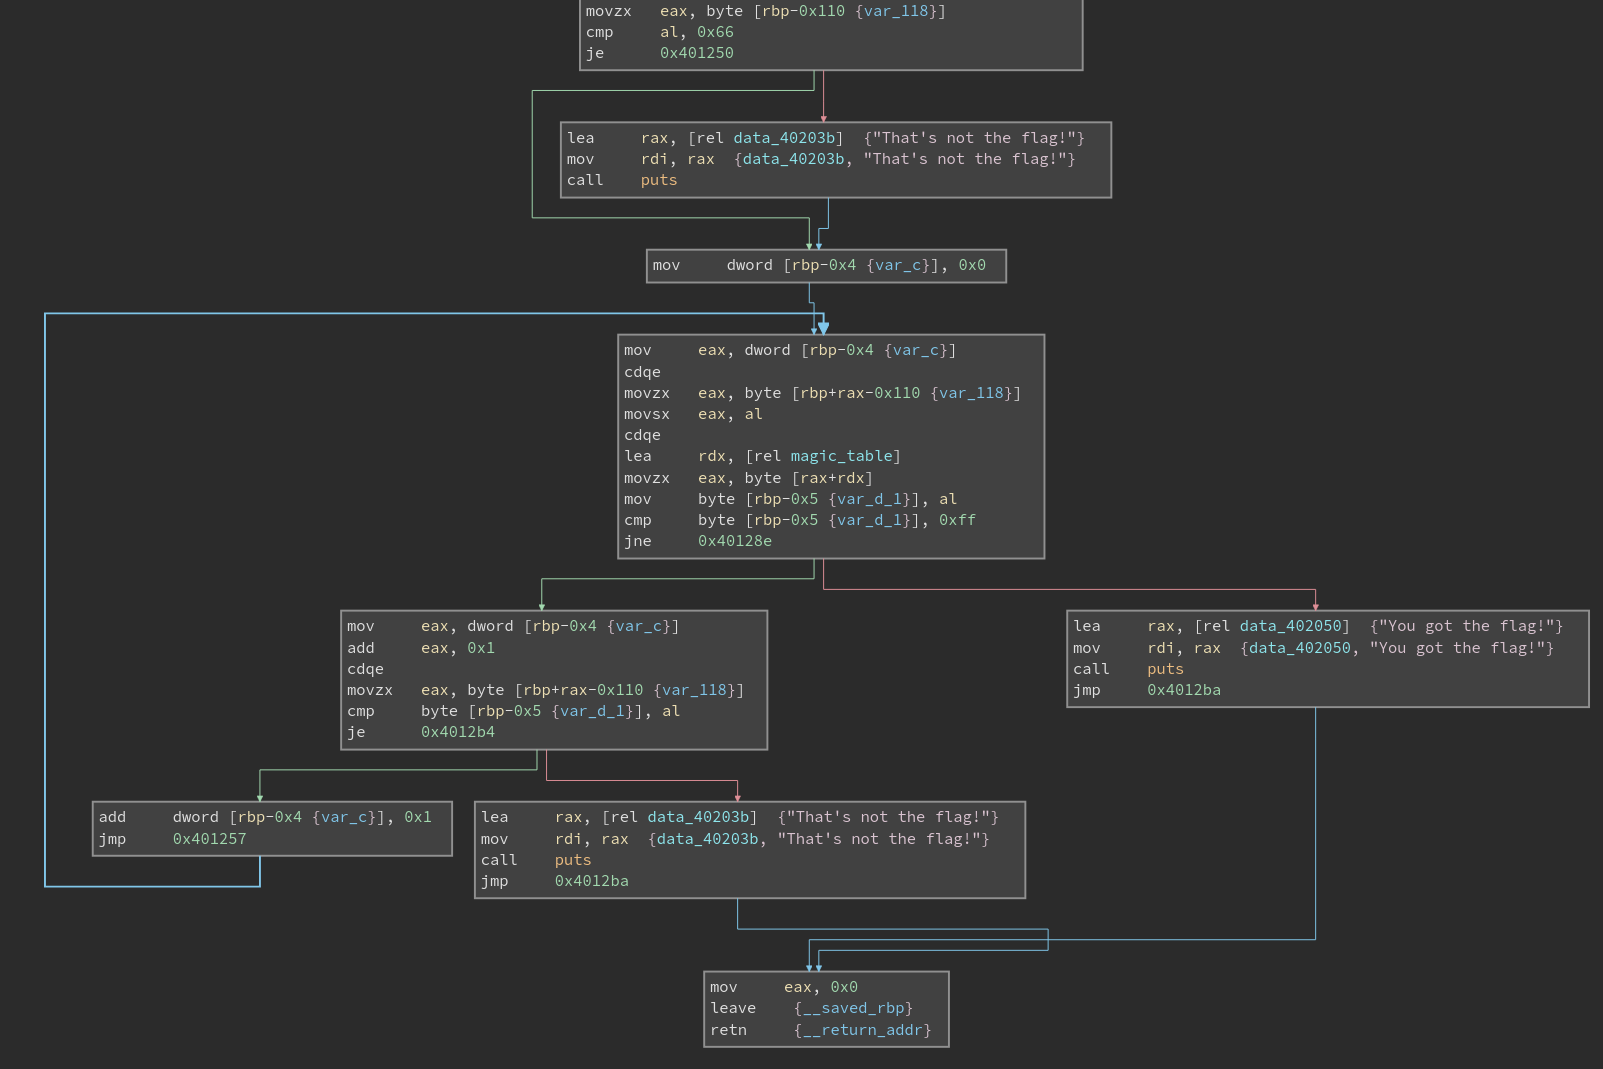 movzx eax, byte [rbp-0x110 {var_118}]
cmp al, 0x66
je 0x401250
lea rax, [rel data_40203b] {"That's not the flag!"}
mov rdi, rax {data_40203b, "That's not the flag!"}
call puts
mov dword [rbp-0x4 {var_c}], 0x0
mov eax, dword [rbp-0x4 {var_c}]
cdqe
movzx eax, byte [rbp+rax-0x110 {var_118}]
movsx eax, al
cdqe
lea rdx, [rel magic_table]
movzx eax, byte [rax+rdx]
mov byte [rbp-0x5 {var_d_1}], al
cmp byte [rbp-0x5 {var_d_1}], 0xff
jne 0x40128e
mov eax, dword [rbp-0x4 {var_c}]
add eax, 0x1
cdqe
movzx eax, byte [rbp+rax-0x110 {var_118}]
cmp byte [rbp-0x5 {var_d_1}], al
je 0x4012b4
lea rax, [rel data_402050] {"You got the flag!"}
mov rdi, rax {data_402050, "You got the flag!"}
call puts
jmp 0x4012ba
add dword [rbp-0x4 {var_c}], 0x1
jmp 0x401257
lea rax, [rel data_40203b] {"That's not the flag!"}
mov rdi, rax {data_40203b, "That's not the flag!"}
call puts
jmp 0x4012ba
mov eax, 0x0
leave {__saved_rbp}
retn {__return_addr}